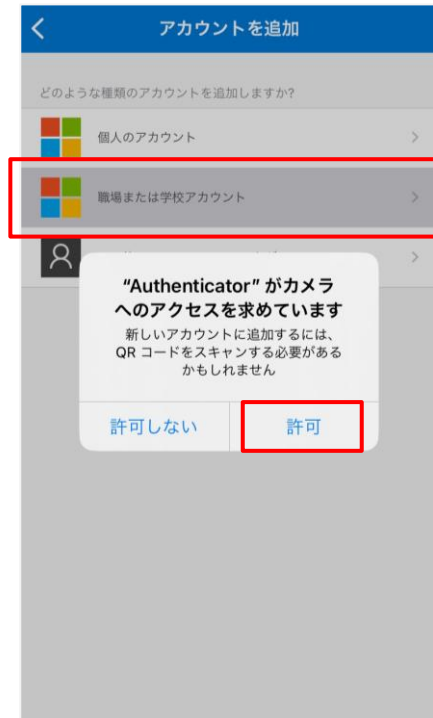 アカウントを追加
どのような種類のアカウントを追加しますか?
個人のアカウント
職場または学校アカウント
"Authenticator" がカメラ
へのアクセスを求めています
新しいアカウントに追加するには、
QR コードをスキャンする必要がある
かもしれません
許可しない
許可